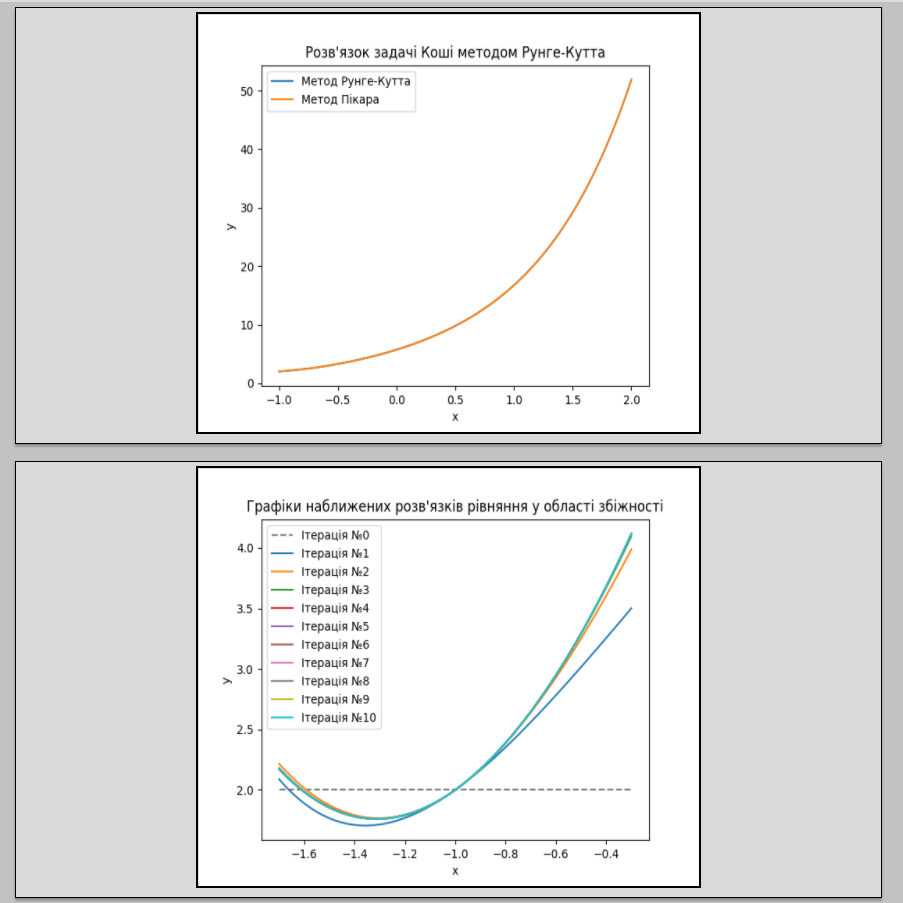 Розв'язок задачі Коші методом Рунге-Кутта
Метод Рунге-Кутта
Метод Пікара
50
40
30
20
10
0
y
−1.0 −0.5 0.0 0.5 1.0 1.5 2.0
x
Графіки наближених розв'язків рівняння у області збіжності
Ітерація №0
Ітерація №1
Ітерація №2
Ітерація №3
Ітерація №4
Ітерація №5
Ітерація №6
Ітерація №7
Ітерація №8
Ітерація №9
Ітерація №10
4.0
3.5
3.0
2.5
2.0
y
−1.6 −1.4 −1.2 −1.0 −0.8 −0.6 −0.4
x